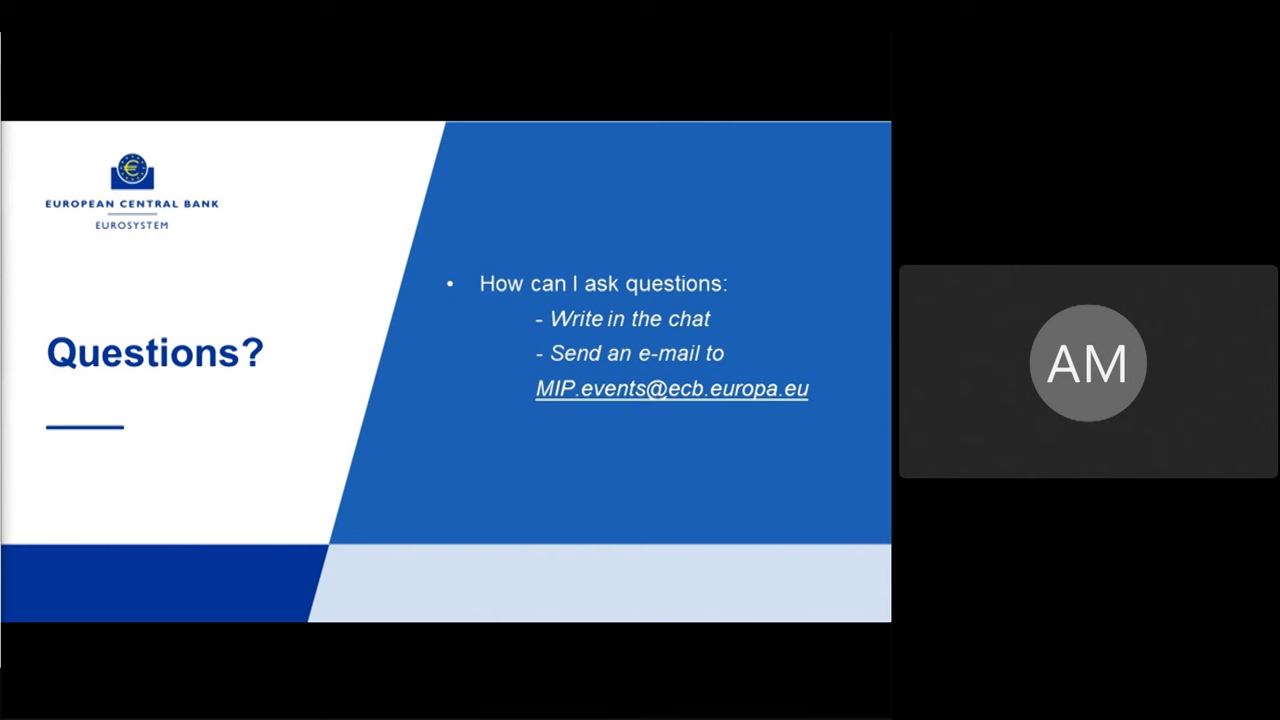 EUROPEAN CENTRAL BANK
EUROSYSTEM
Questions?
• How can I ask questions:
- Write in the chat
- Send an e-mail to
MIP.events@ecb.europa.eu
AM